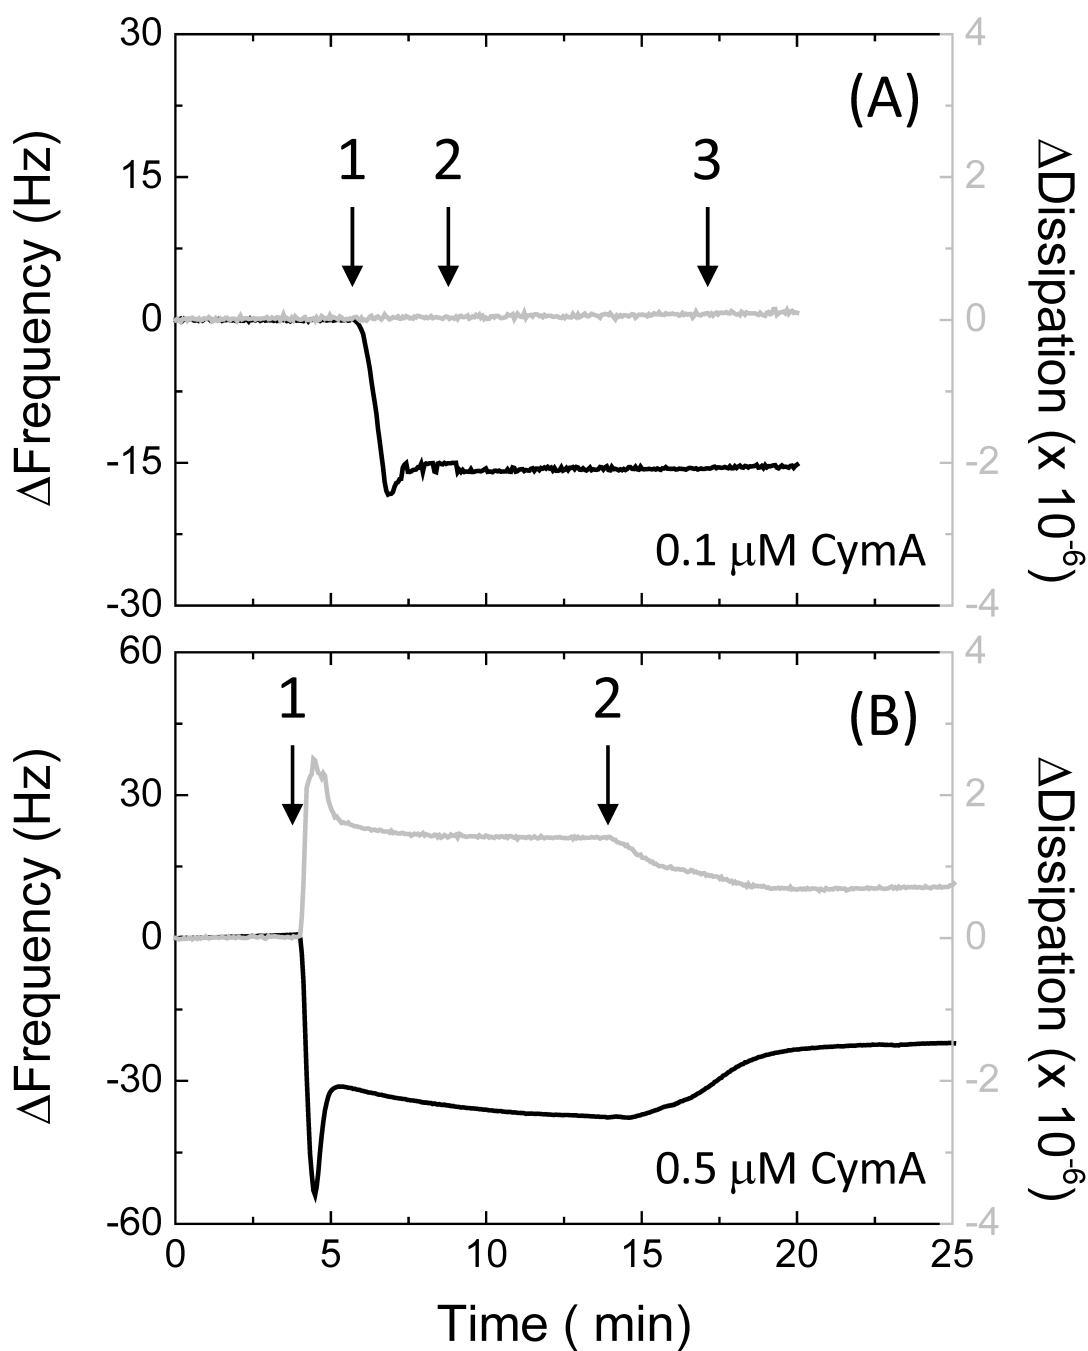 30
15
0
-15
-30
ΔFrequency (Hz)
4
2
0
-2
-4
ΔDissipation (x 10-6)
(A)
1 2 3
0.1 μM CymA
60
30
0
-30
-60
ΔFrequency (Hz)
4
2
0
-2
-4
ΔDissipation (x 10-6)
(B)
1 2
0.5 μM CymA
0 5 10 15 20 25
Time ( min)